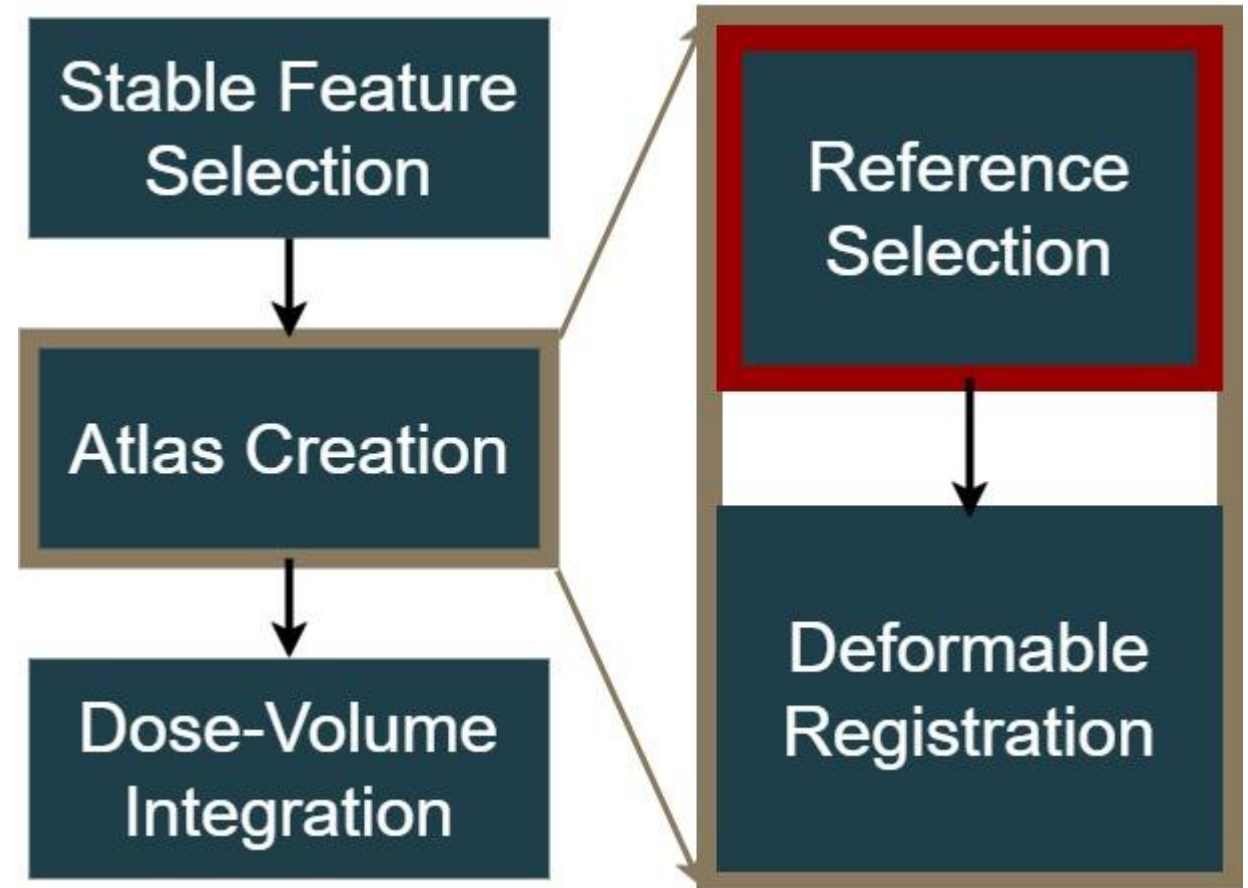 Stable Feature
Selection
Atlas Creation
Dose-Volume
Integration
Reference
Selection
Deformable
Registration